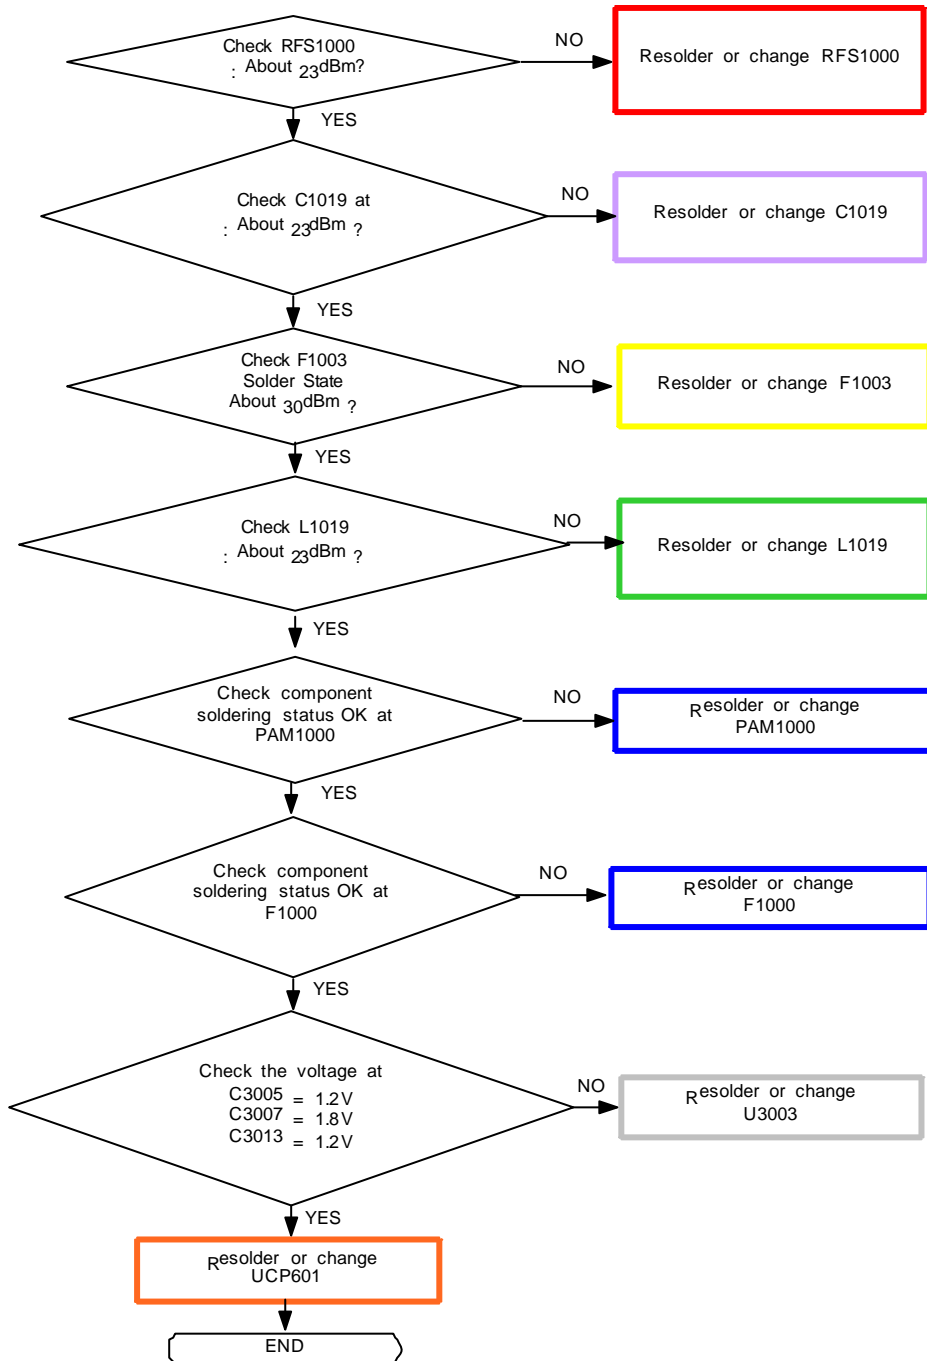 Check RFS1000
: About 23dBm?
NO
Resolder or change RFS1000
YES
Check C1019 at
: About 23dBm ?
NO
Resolder or change C1019
YES
Check F1003
Solder State
About 30dBm ?
NO
Resolder or change F1003
YES
Check L1019
: About 23dBm ?
NO
Resolder or change L1019
YES
Check component
soldering status OK at
PAM1000
NO
Resolder or change
PAM1000
YES
Check component
soldering status OK at
F1000
NO
Resolder or change
F1000
YES
Check the voltage at
C3005 = 1.2V
C3007 = 1.8V
C3013 = 1.2V
NO
Resolder or change
U3003
YES
Resolder or change
UCP601
END